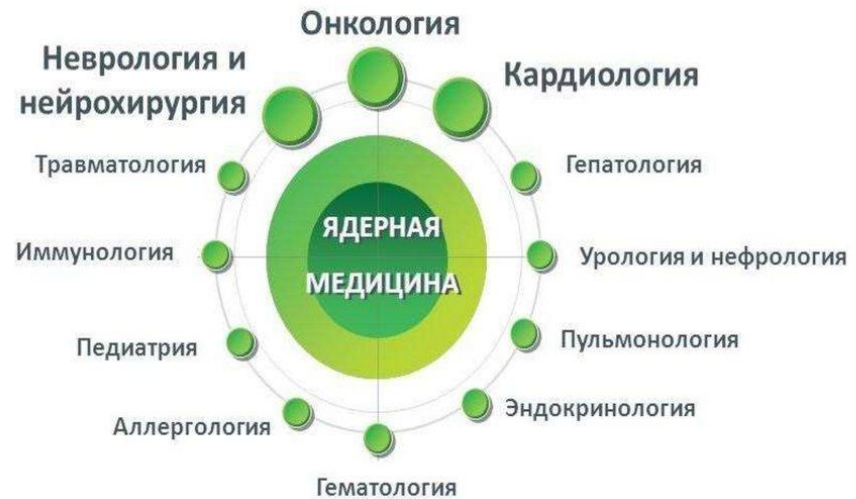 Онкология
Неврология и
нейрохирургия
Кардиология
Травматология
Гепатология
ЯДЕРНАЯ
МЕДИЦИНА
Иммунология
Урология и нефрология
Педиатрия
Пульмонология
Аллергология
Эндокринология
Гематология